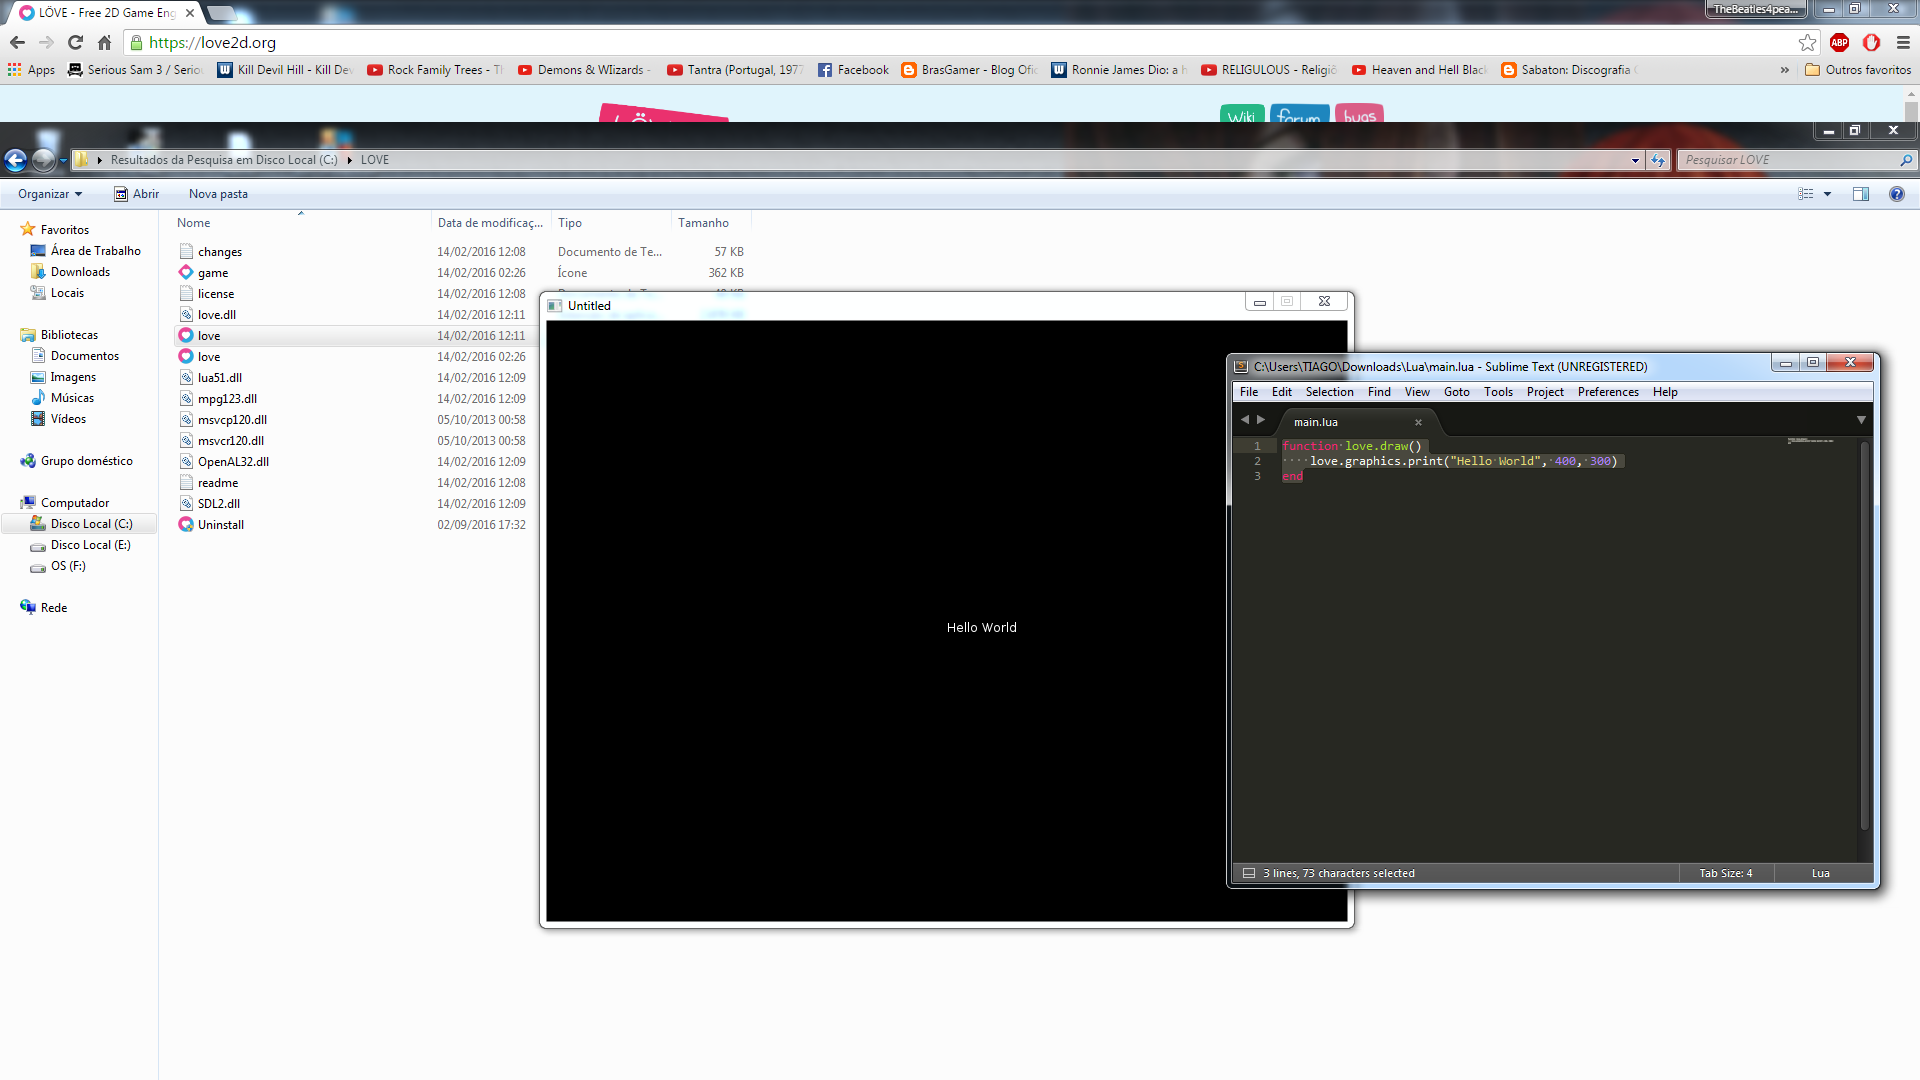 LÖVE - Free 2D Game Eng
TheBeatles4pea...
https://love2d.org
ABP
Apps
Serious Sam 3 / Serio
Kill Devil Hill - Kill De
Rock Family Trees - T
Demons & WIizards -
Tantra (Portugal, 1977
Facebook
BrasGamer - Blog Ofic
Ronnie James Dio: a h
RELIGULOUS - Religiõ
Heaven and Hell Black
Sabaton: Discografia
»
Outros favoritos
Wiki
forum
bugs
Resultados da Pesquisa em Disco Local (C:) LOVE
Pesquisar LOVE
Organizar
Abrir
Nova pasta
Favoritos
Área de Trabalho
Downloads
Locais
Bibliotecas
Documentos
Imagens
Músicas
Vídeos
Grupo doméstico
Computador
Disco Local (C:)
Disco Local (E:)
OS (F:)
Rede
Nome Data de modificaç... Tipo Tamanho
changes 14/02/2016 12:08 Documento de Te... 57 KB
game 14/02/2016 02:26 Ícone 362 KB
license 14/02/2016 12:08
love.dll 14/02/2016 12:11
love 14/02/2016 12:11
love 14/02/2016 02:26
lua51.dll 14/02/2016 12:09
mpg123.dll 14/02/2016 12:09
msvcp120.dll 05/10/2013 00:58
msvcr120.dll 05/10/2013 00:58
OpenAL32.dll 14/02/2016 12:09
readme 14/02/2016 12:08
SDL2.dll 14/02/2016 12:09
Uninstall 02/09/2016 17:32
Untitled
Hello World
C:\Users\TIAGO\Downloads\Lua\main.lua - Sublime Text (UNREGISTERED)
File Edit Selection Find View Goto Tools Project Preferences Help
main.lua
1 function love.draw()
2 love.graphics.print("Hello World", 400, 300)
3 end
3 lines, 73 characters selected
Tab Size: 4
Lua